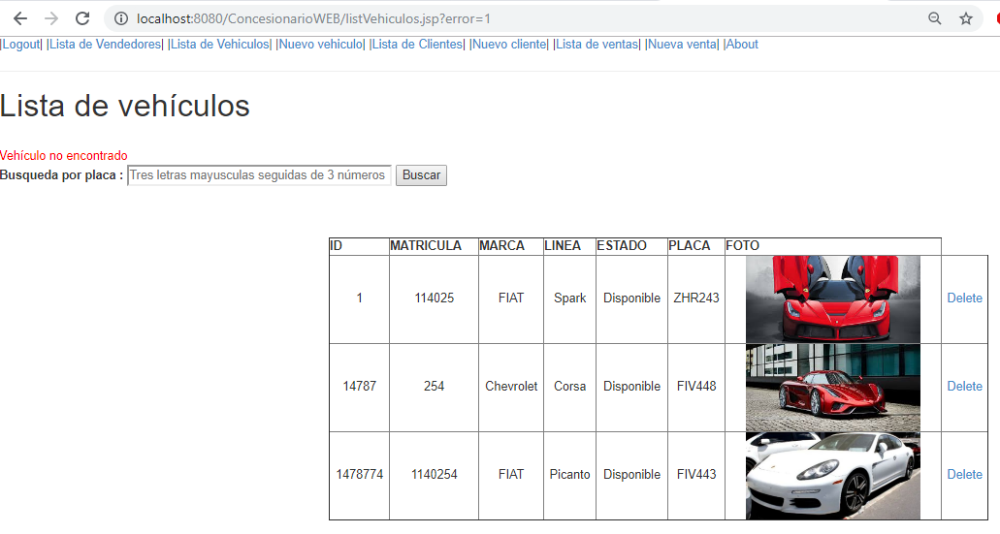 localhost:8080/ConcesionarioWEB/listVehiculos.jsp?error=1
|Logout| |Lista de Vendedores| |Lista de Vehiculos| |Nuevo vehiculo| |Lista de Clientes| |Nuevo cliente| |Lista de ventas| |Nueva venta| |About
Lista de vehículos
Vehículo no encontrado
Busqueda por placa : Tres letras mayusculas seguidas de 3 números Buscar
ID MATRICULA MARCA LINEA ESTADO PLACA FOTO
1 114025 FIAT Spark Disponible ZHR243 Delete
14787 254 Chevrolet Corsa Disponible FIV448 Delete
1478774 1140254 FIAT Picanto Disponible FIV443 Delete